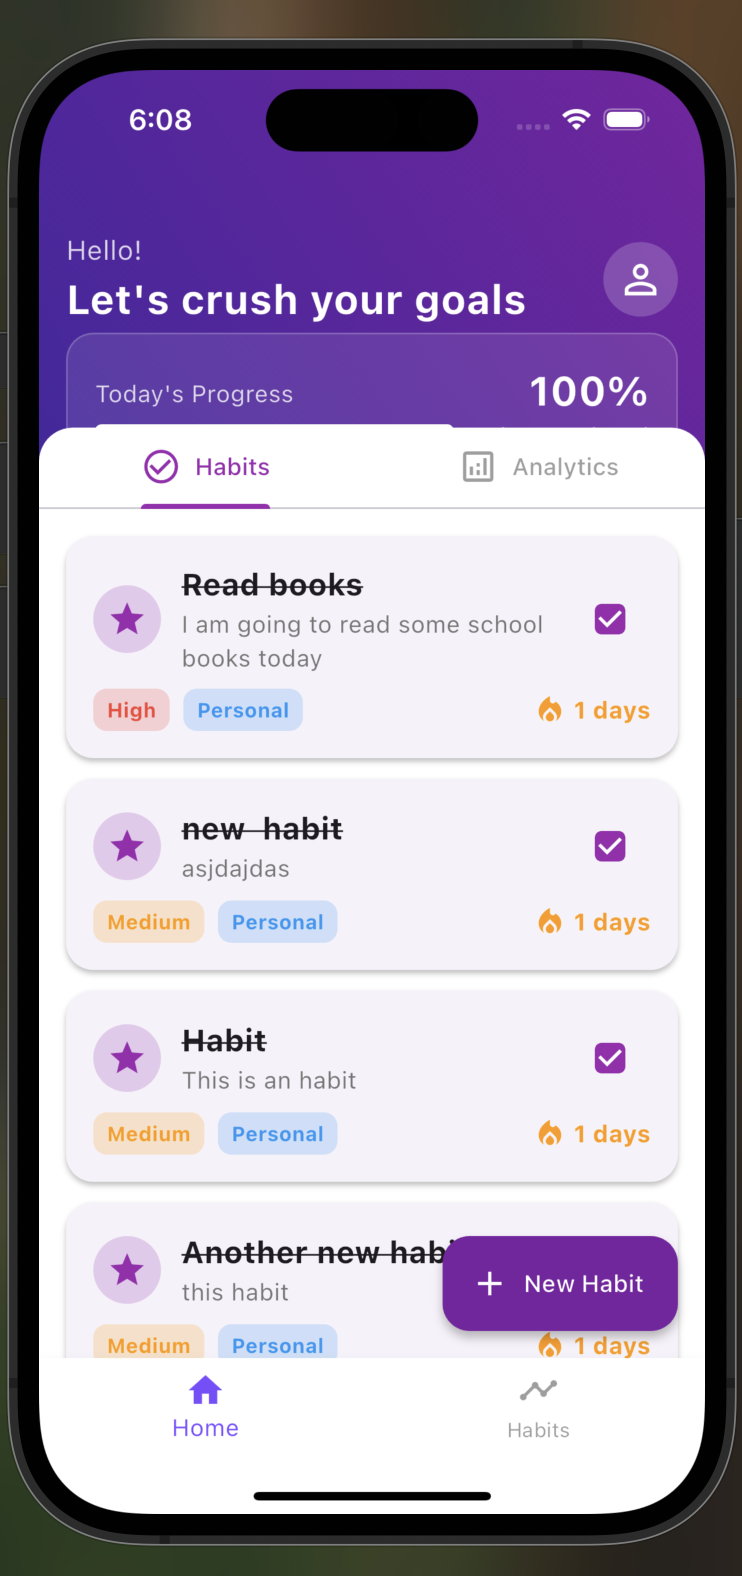 6:08
Hello!
Let's crush your goals
Today's Progress
100%
Habits
Analytics
Read books
I am going to read some school
books today
High
Personal
1 days
new  habit
asjdajdas
Medium
Personal
1 days
Habit
This is an habit
Medium
Personal
1 days
Another new
this habit
New Habit
Medium
Personal
1 days
Home
Habits